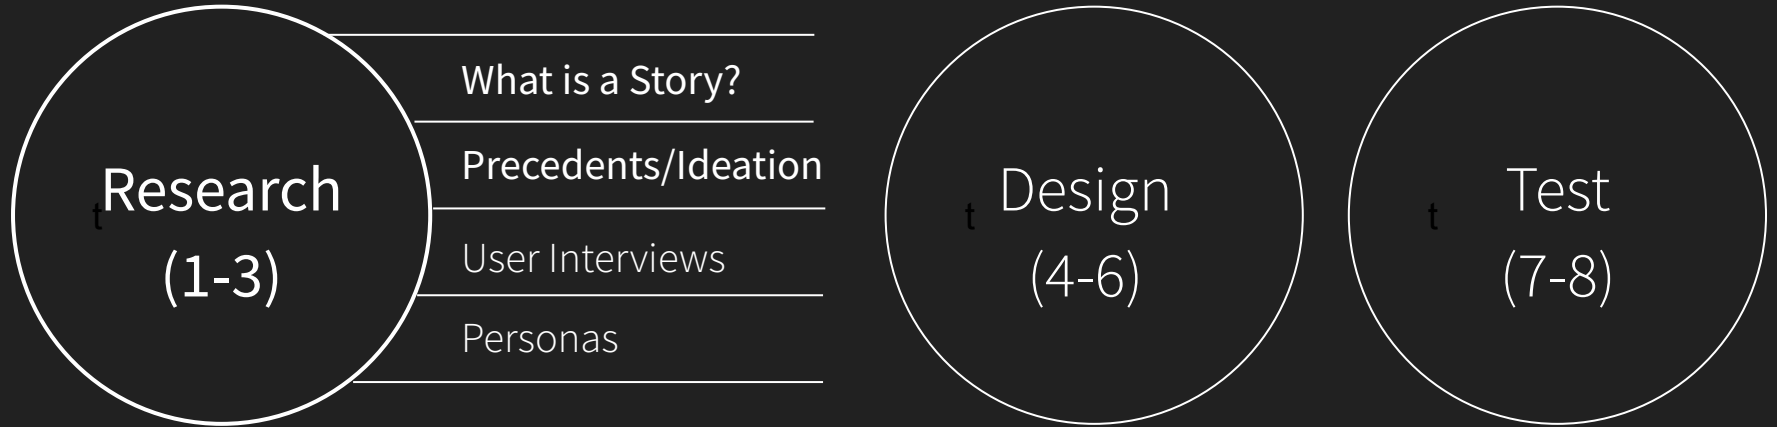 Research
(1-3)
What is a Story?
Precedents/Ideation
User Interviews
Personas
t
Design
(4-6)
t
Test
(7-8)
t